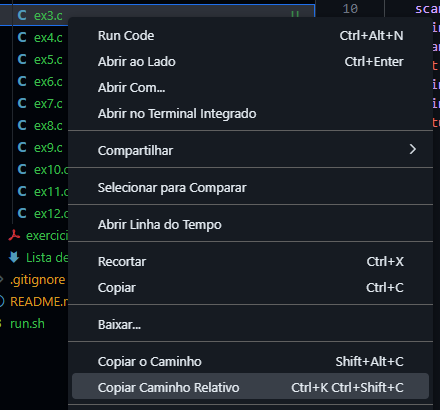 C ex3.c U
10 scan
Run Code Ctrl+Alt+N
C ex4.c
Abrir ao Lado Ctrl+Enter
C ex5.c
Abrir Com...
C ex6.c
Abrir no Terminal Integrado
C ex7.c
C ex8.c
Compartilhar
C ex9.c
C ex10.c
Selecionar para Comparar
C ex11.c
C ex12.c
Abrir Linha do Tempo
exercici
Lista de
Recortar Ctrl+X
.gitignore
Copiar Ctrl+C
README.m
run.sh
Baixar...
Copiar o Caminho Shift+Alt+C
Copiar Caminho Relativo Ctrl+K Ctrl+Shift+C